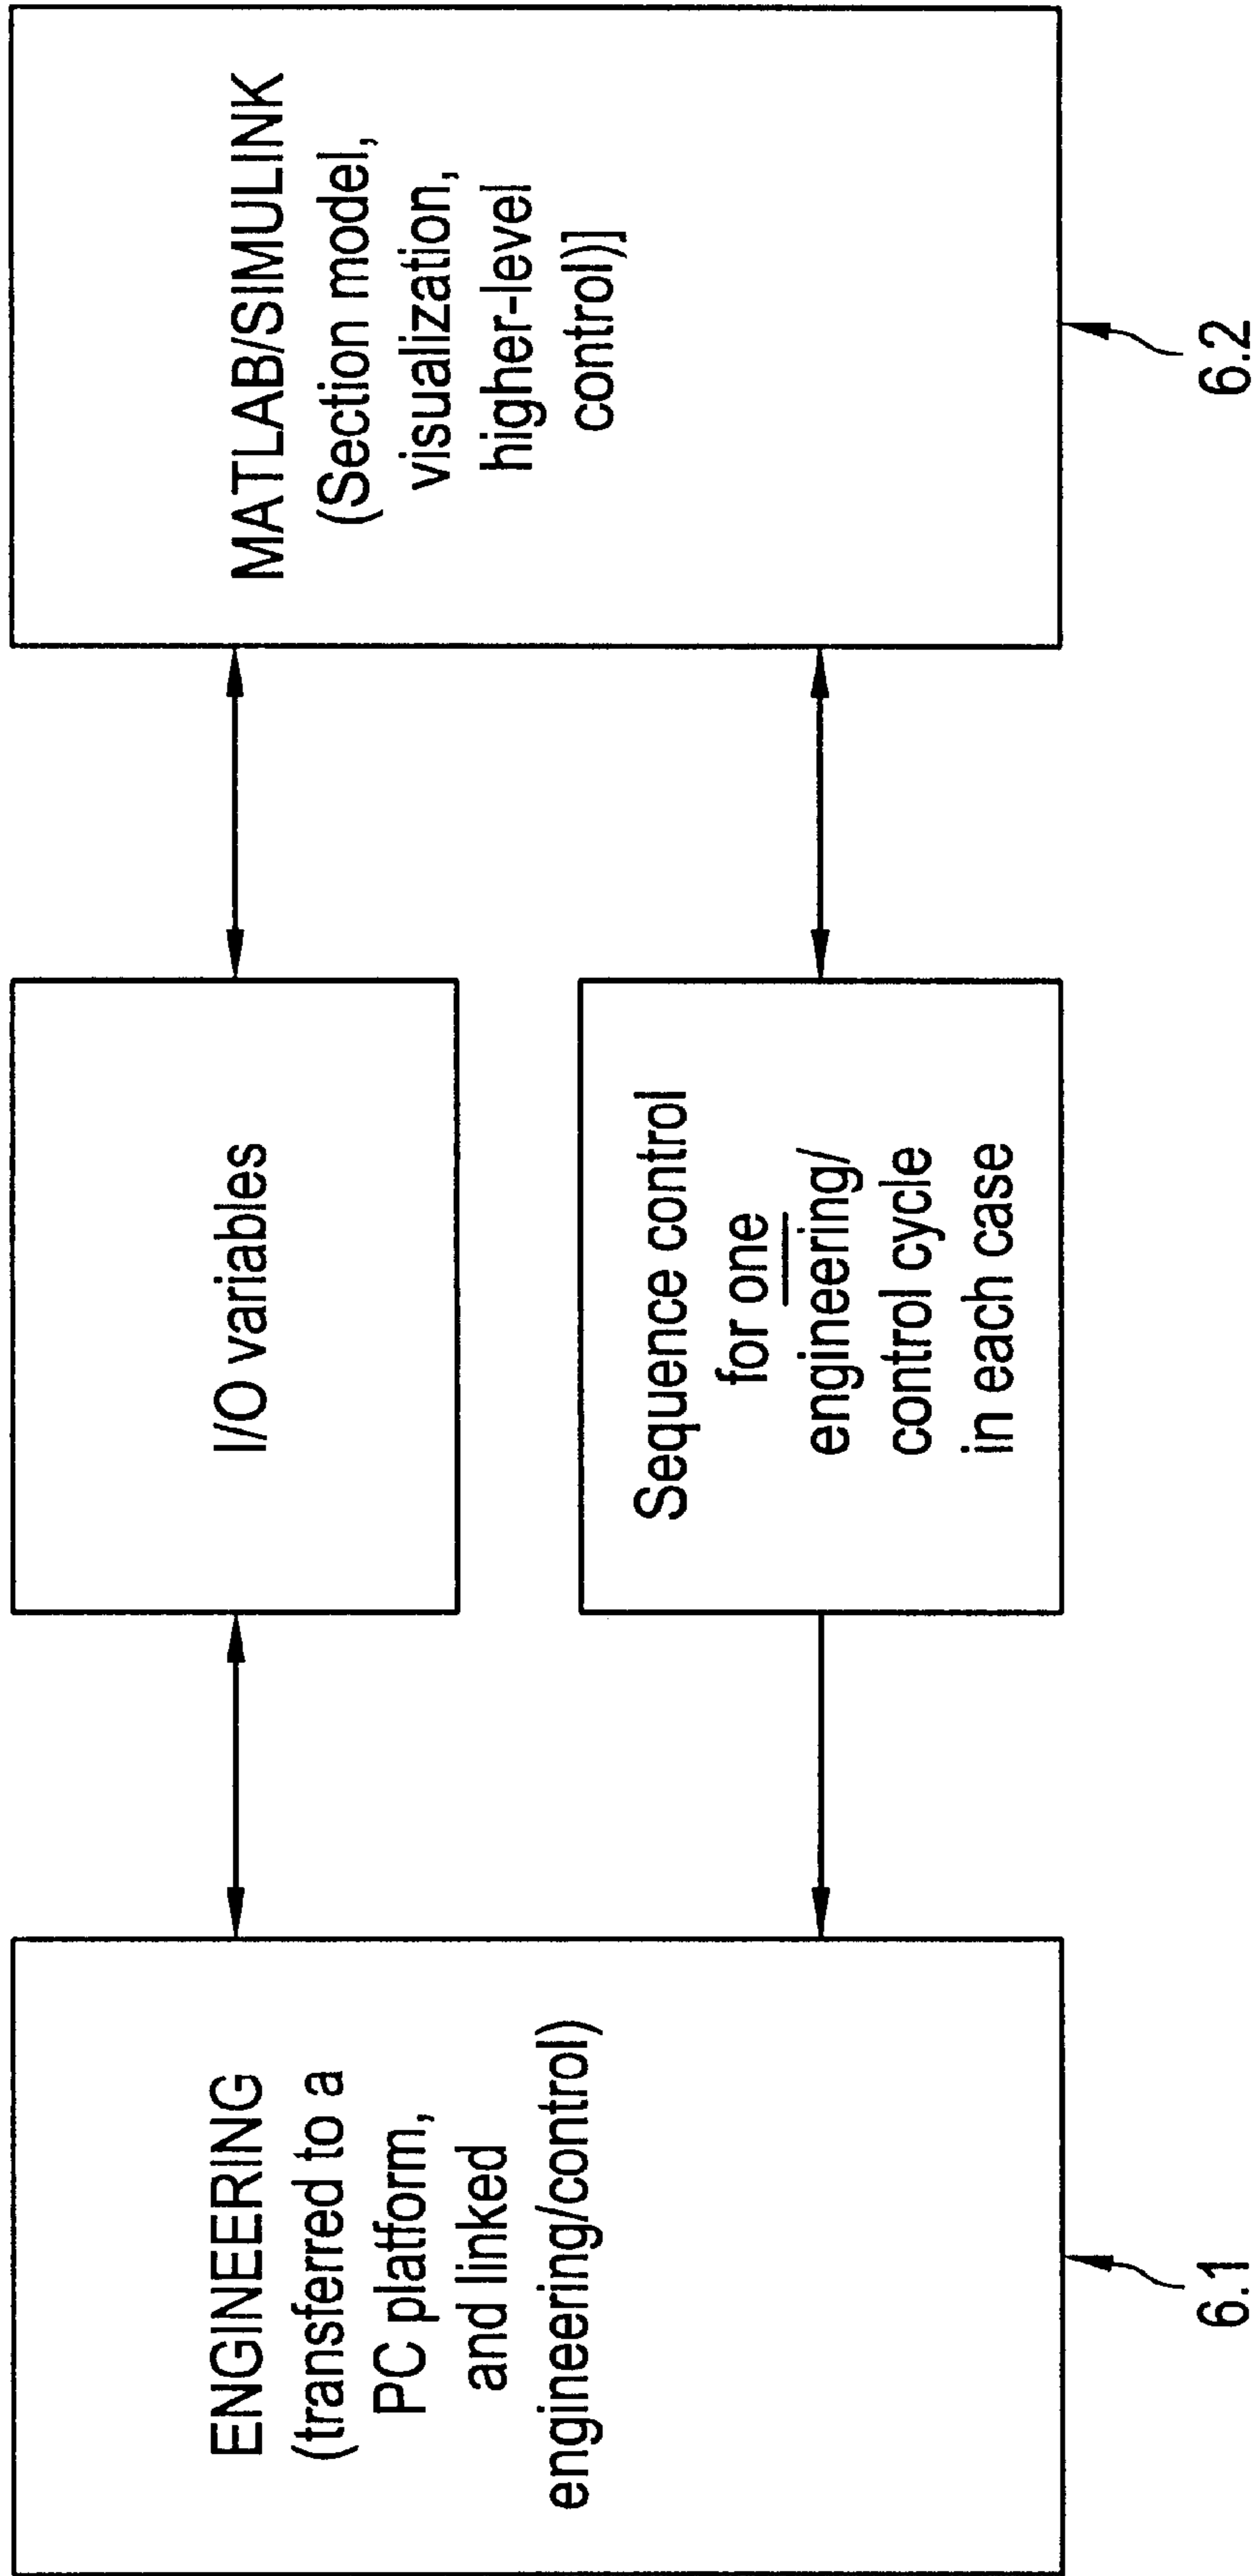 ENGINEERING
(transferred to a
PC platform,
and linked
engineering/control)
6.1
I/O variables
Sequence control
for one
engineering/
control cycle
in each case
MATLAB/SIMULINK
(Section model,
visualization,
higher-level
control)]
6.2